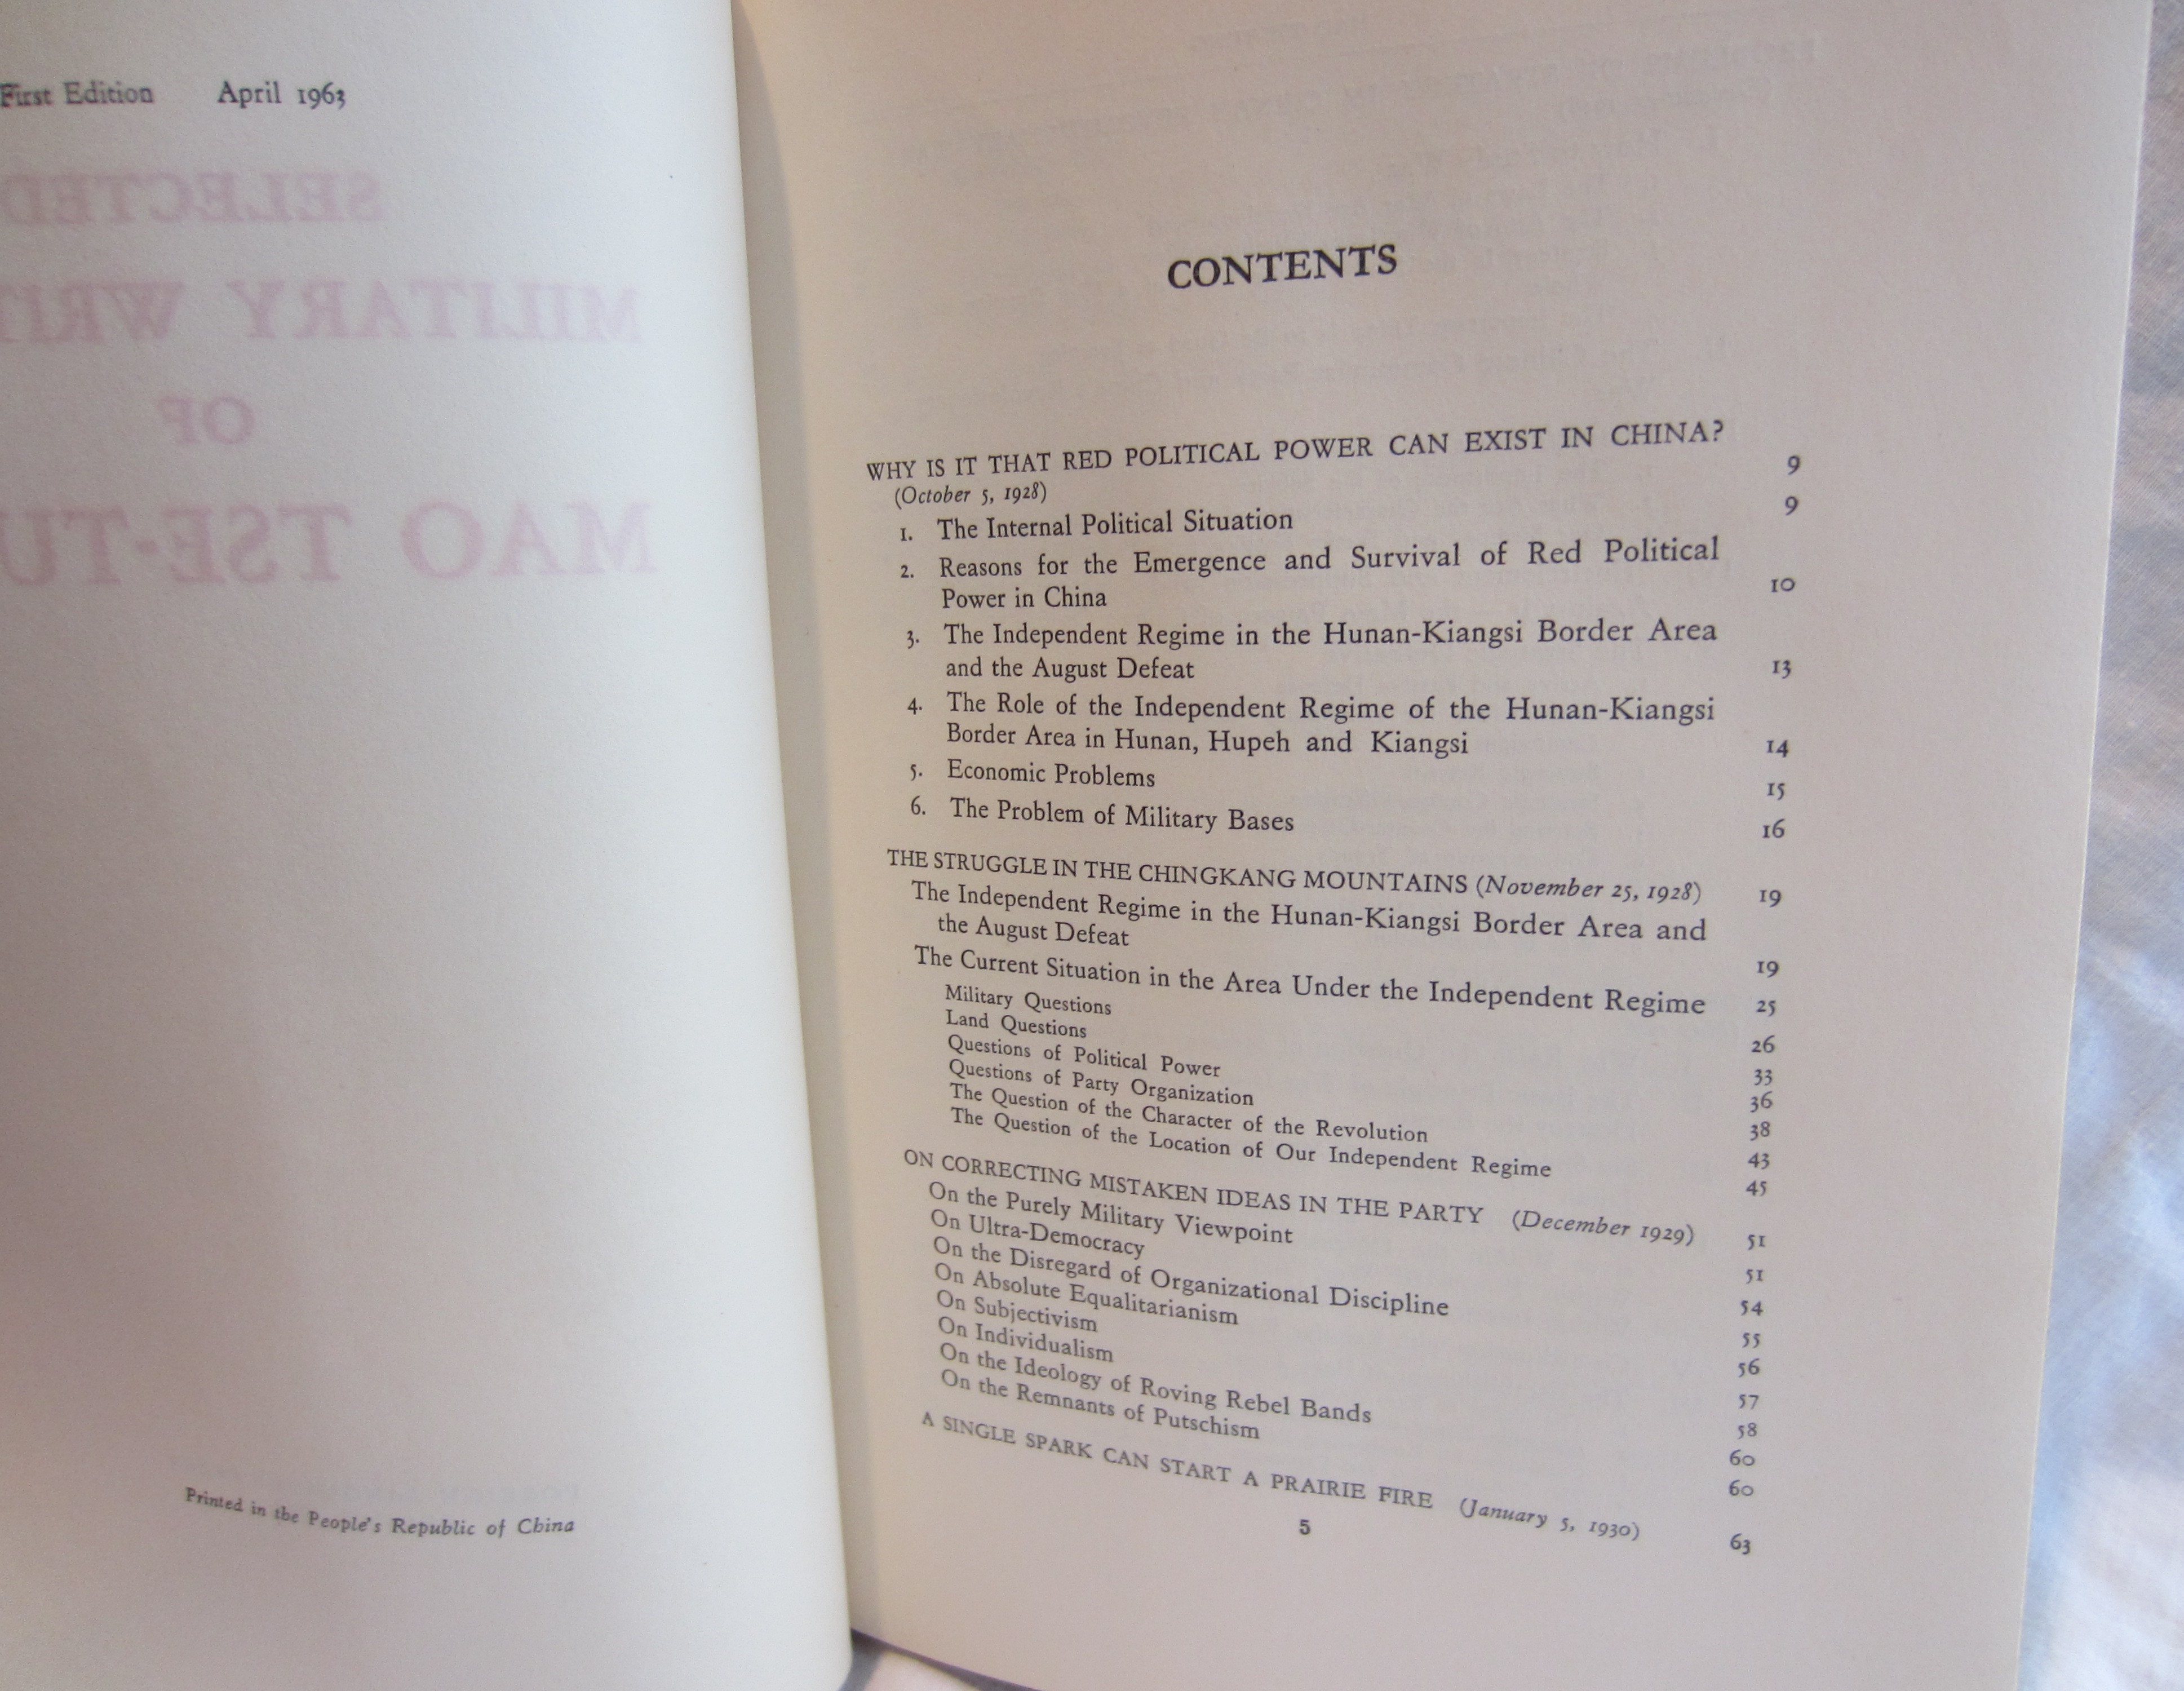 First Edition April 1963
SELECTED
MILITARY WRIT
OF
MAO TSE-TU
Printed in the People's Republic of China
CONTENTS
WHY IS IT THAT RED POLITICAL POWER CAN EXIST IN CHINA?
(October 5, 1928) 9
1. The Internal Political Situation 9
2. Reasons for the Emergence and Survival of Red Political
Power in China 10
3. The Independent Regime in the Hunan-Kiangsi Border Area
and the August Defeat 13
4. The Role of the Independent Regime of the Hunan-Kiangsi
Border Area in Hunan, Hupeh and Kiangsi 14
5. Economic Problems 15
6. The Problem of Military Bases 16
THE STRUGGLE IN THE CHINGKANG MOUNTAINS (November 25, 1928) 19
The Independent Regime in the Hunan-Kiangsi Border Area and
the August Defeat 19
The Current Situation in the Area Under the Independent Regime 25
Military Questions 26
Land Questions 33
Questions of Political Power 36
Questions of Party Organization 38
The Question of the Character of the Revolution 43
The Question of the Location of Our Independent Regime 45
ON CORRECTING MISTAKEN IDEAS IN THE PARTY (December 1929) 51
On the Purely Military Viewpoint 51
On Ultra-Democracy 54
On the Disregard of Organizational Discipline 55
On Absolute Equalitarianism 56
On Subjectivism 57
On Individualism 58
On the Ideology of Roving Rebel Bands 60
On the Remnants of Putschism 60
A SINGLE SPARK CAN START A PRAIRIE FIRE (January 5, 1930) 63
5